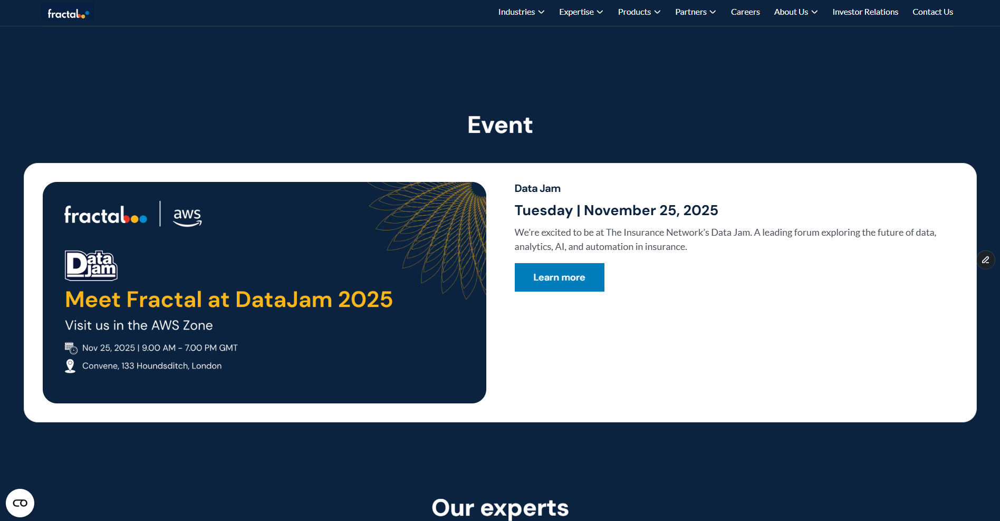 fractal
Industries Expertise Products Partners Careers About Us Investor Relations Contact Us
Event
fractal aws
Data
Jam
Meet Fractal at DataJam 2025
Visit us in the AWS Zone
Nov 25, 2025 | 9.00 AM - 7.00 PM GMT
Convene, 133 Houndsditch, London
Data Jam
Tuesday | November 25, 2025
We’re excited to be at The Insurance Network’s Data Jam. A leading forum exploring the future of data,
analytics, AI, and automation in insurance.
Learn more
Our experts